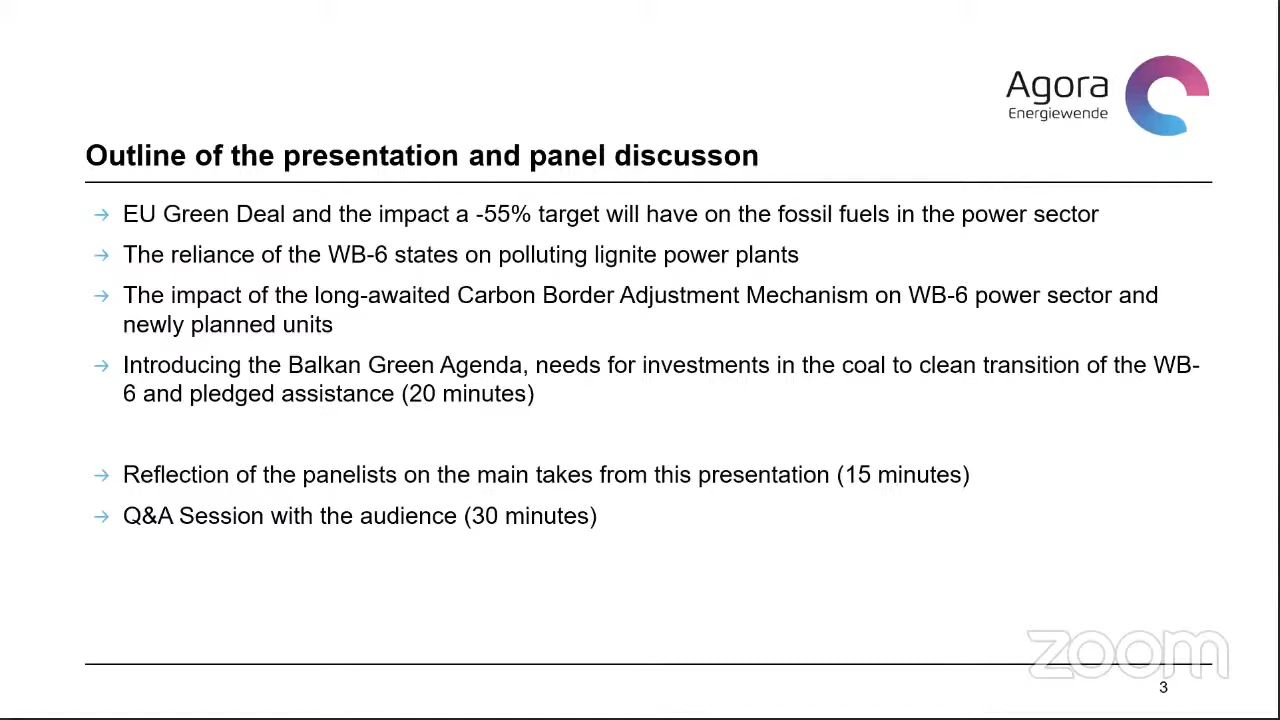 Agora
Energiewende
Outline of the presentation and panel discusson
→ EU Green Deal and the impact a -55% target will have on the fossil fuels in the power sector
→ The reliance of the WB-6 states on polluting lignite power plants
→ The impact of the long-awaited Carbon Border Adjustment Mechanism on WB-6 power sector and
newly planned units
→ Introducing the Balkan Green Agenda, needs for investments in the coal to clean transition of the WB-
6 and pledged assistance (20 minutes)
→ Reflection of the panelists on the main takes from this presentation (15 minutes)
→ Q&A Session with the audience (30 minutes)
zoom
3